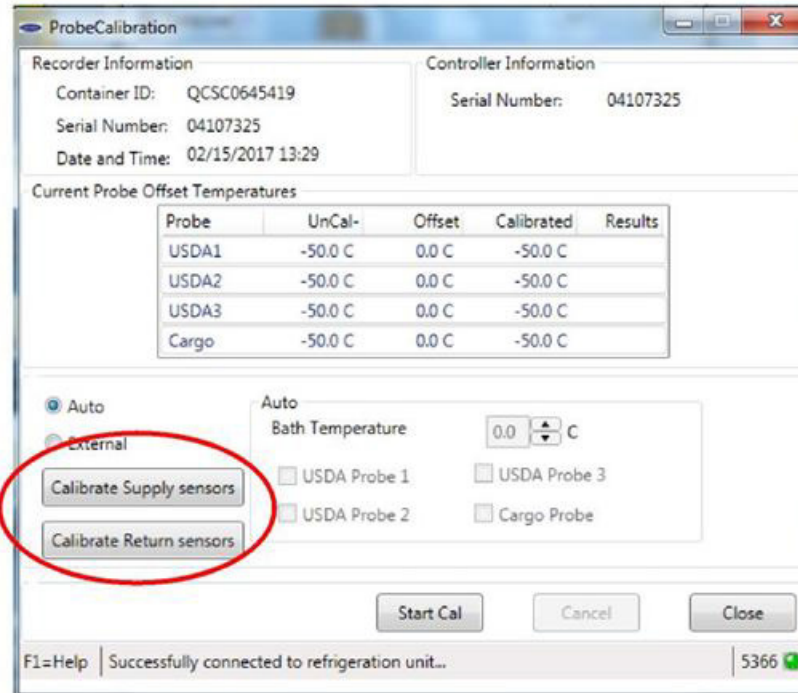 ProbeCalibration
Recorder Information
Container ID: QCSC0645419
Serial Number: 04107325
Date and Time: 02/15/2017 13:29
Controller Information
Serial Number: 04107325
Current Probe Offset Temperatures
Probe UnCal- Offset Calibrated Results
USDA1 -50.0 C 0.0 C -50.0 C
USDA2 -50.0 C 0.0 C -50.0 C
USDA3 -50.0 C 0.0 C -50.0 C
Cargo -50.0 C 0.0 C -50.0 C
Auto
External
Calibrate Supply sensors
Calibrate Return sensors
Auto
Bath Temperature 0.0 C
USDA Probe 1 USDA Probe 3
USDA Probe 2 Cargo Probe
Start Cal Cancel Close
F1=Help Successfully connected to refrigeration unit... 5366